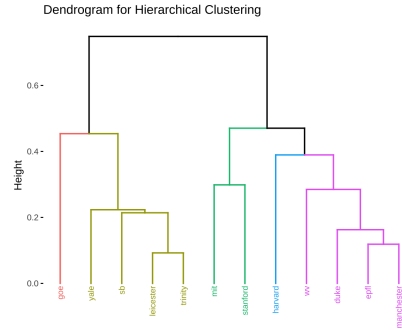 Dendrogram for Hierarchical Clustering
0.6
0.4
0.2
0.0
Height
goe
yale
sb
leicester
trinity
mit
stanford
harvard
wv
duke
epfl
manchester